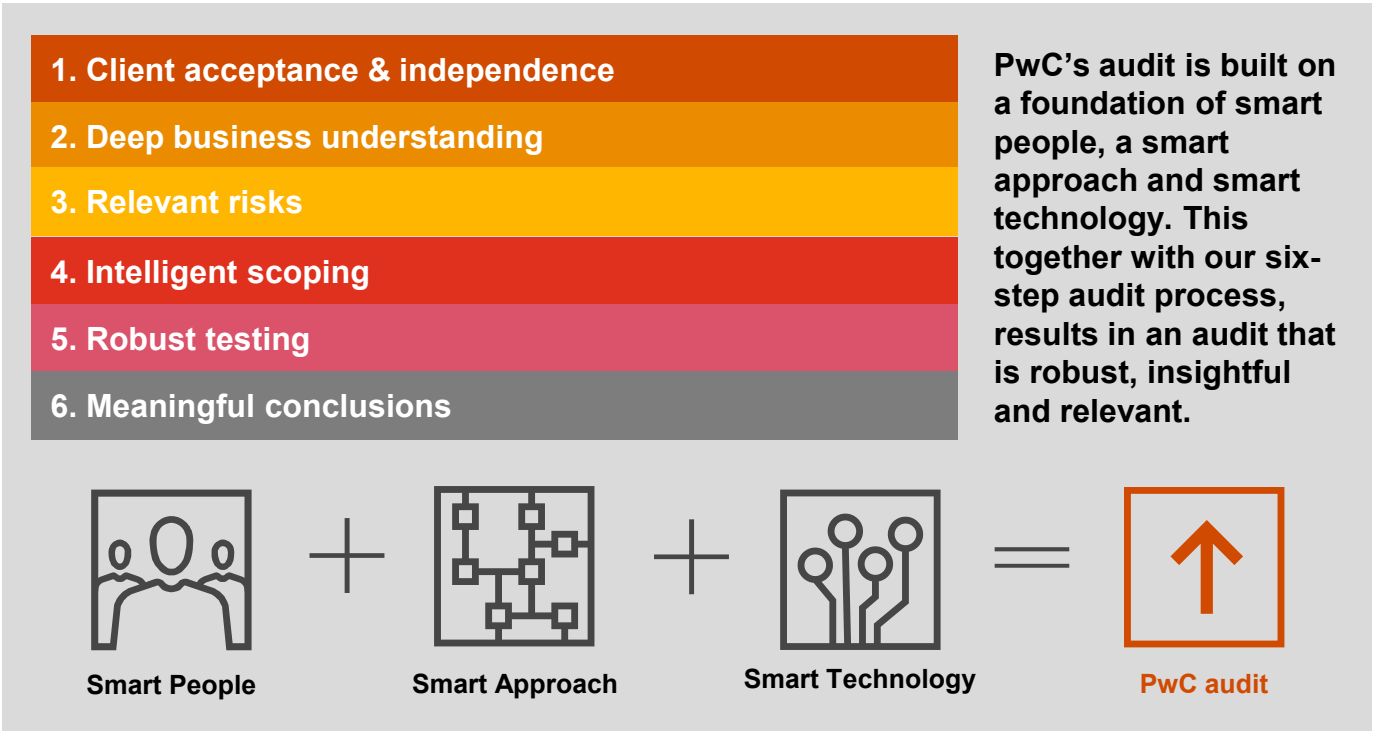 1. Client acceptance & independence
2. Deep business understanding
3. Relevant risks
4. Intelligent scoping
5. Robust testing
6. Meaningful conclusions
PwC’s audit is built on
a foundation of smart
people, a smart
approach and smart
technology. This
together with our six-
step audit process,
results in an audit that
is robust, insightful
and relevant.
Smart People
Smart Approach
Smart Technology
PwC audit